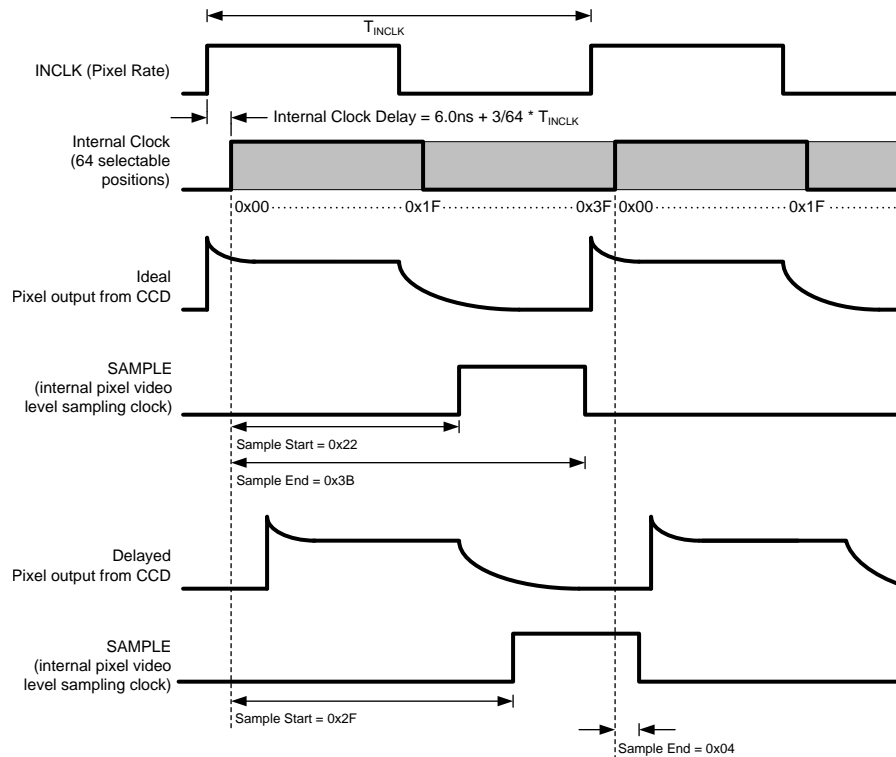 T_INCLK
INCLK (Pixel Rate)
Internal Clock Delay = 6.0ns + 3/64 * T_INCLK
Internal Clock
(64 selectable
positions)
0x00 0x1F 0x3F 0x00 0x1F
Ideal
Pixel output from CCD
SAMPLE
(internal pixel video
level sampling clock)
Sample Start = 0x22
Sample End = 0x3B
Delayed
Pixel output from CCD
SAMPLE
(internal pixel video
level sampling clock)
Sample Start = 0x2F
Sample End = 0x04